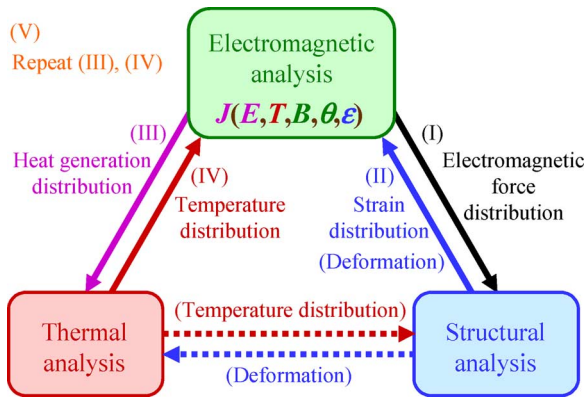 (V)
Repeat (III), (IV)
Electromagnetic
analysis
J(E,T,B,θ,ε)
(III)
Heat generation
distribution
(IV)
Temperature
distribution
(I)
Electromagnetic
force
distribution
(II)
Strain
distribution
(Deformation)
Thermal
analysis
(Temperature distribution)
(Deformation)
Structural
analysis